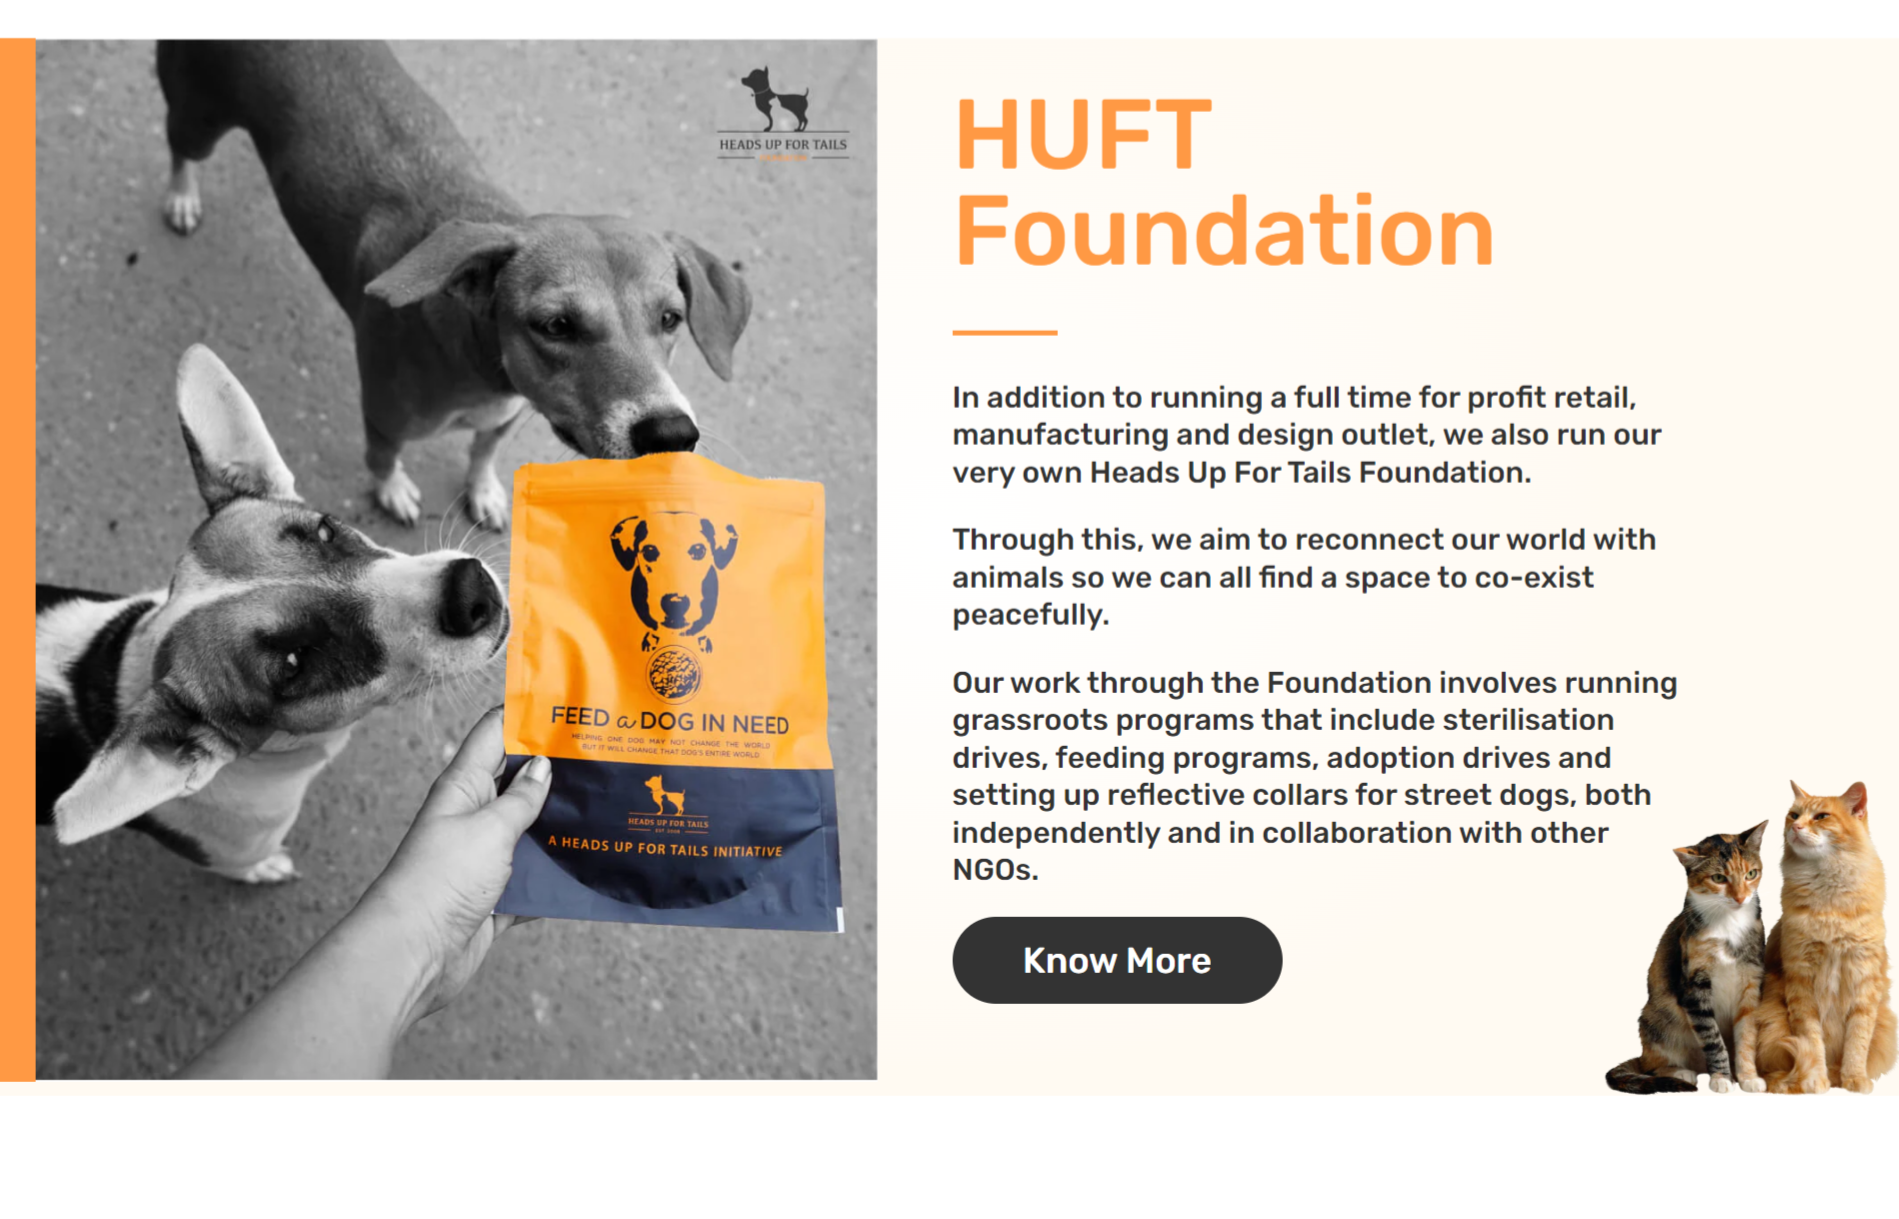 HEADS UP FOR TAILS
FEED a DOG IN NEED
HELPING ONE DOG MAY NOT CHANGE THE WORLD
BUT IT WILL CHANGE THAT DOG'S ENTIRE WORLD
HEADS UP FOR TAILS
EST 2008
A HEADS UP FOR TAILS INITIATIVE
HUFT
Foundation
In addition to running a full time for profit retail,
manufacturing and design outlet, we also run our
very own Heads Up For Tails Foundation.
Through this, we aim to reconnect our world with
animals so we can all find a space to co-exist
peacefully.
Our work through the Foundation involves running
grassroots programs that include sterilisation
drives, feeding programs, adoption drives and
setting up reflective collars for street dogs, both
independently and in collaboration with other
NGOs.
Know More